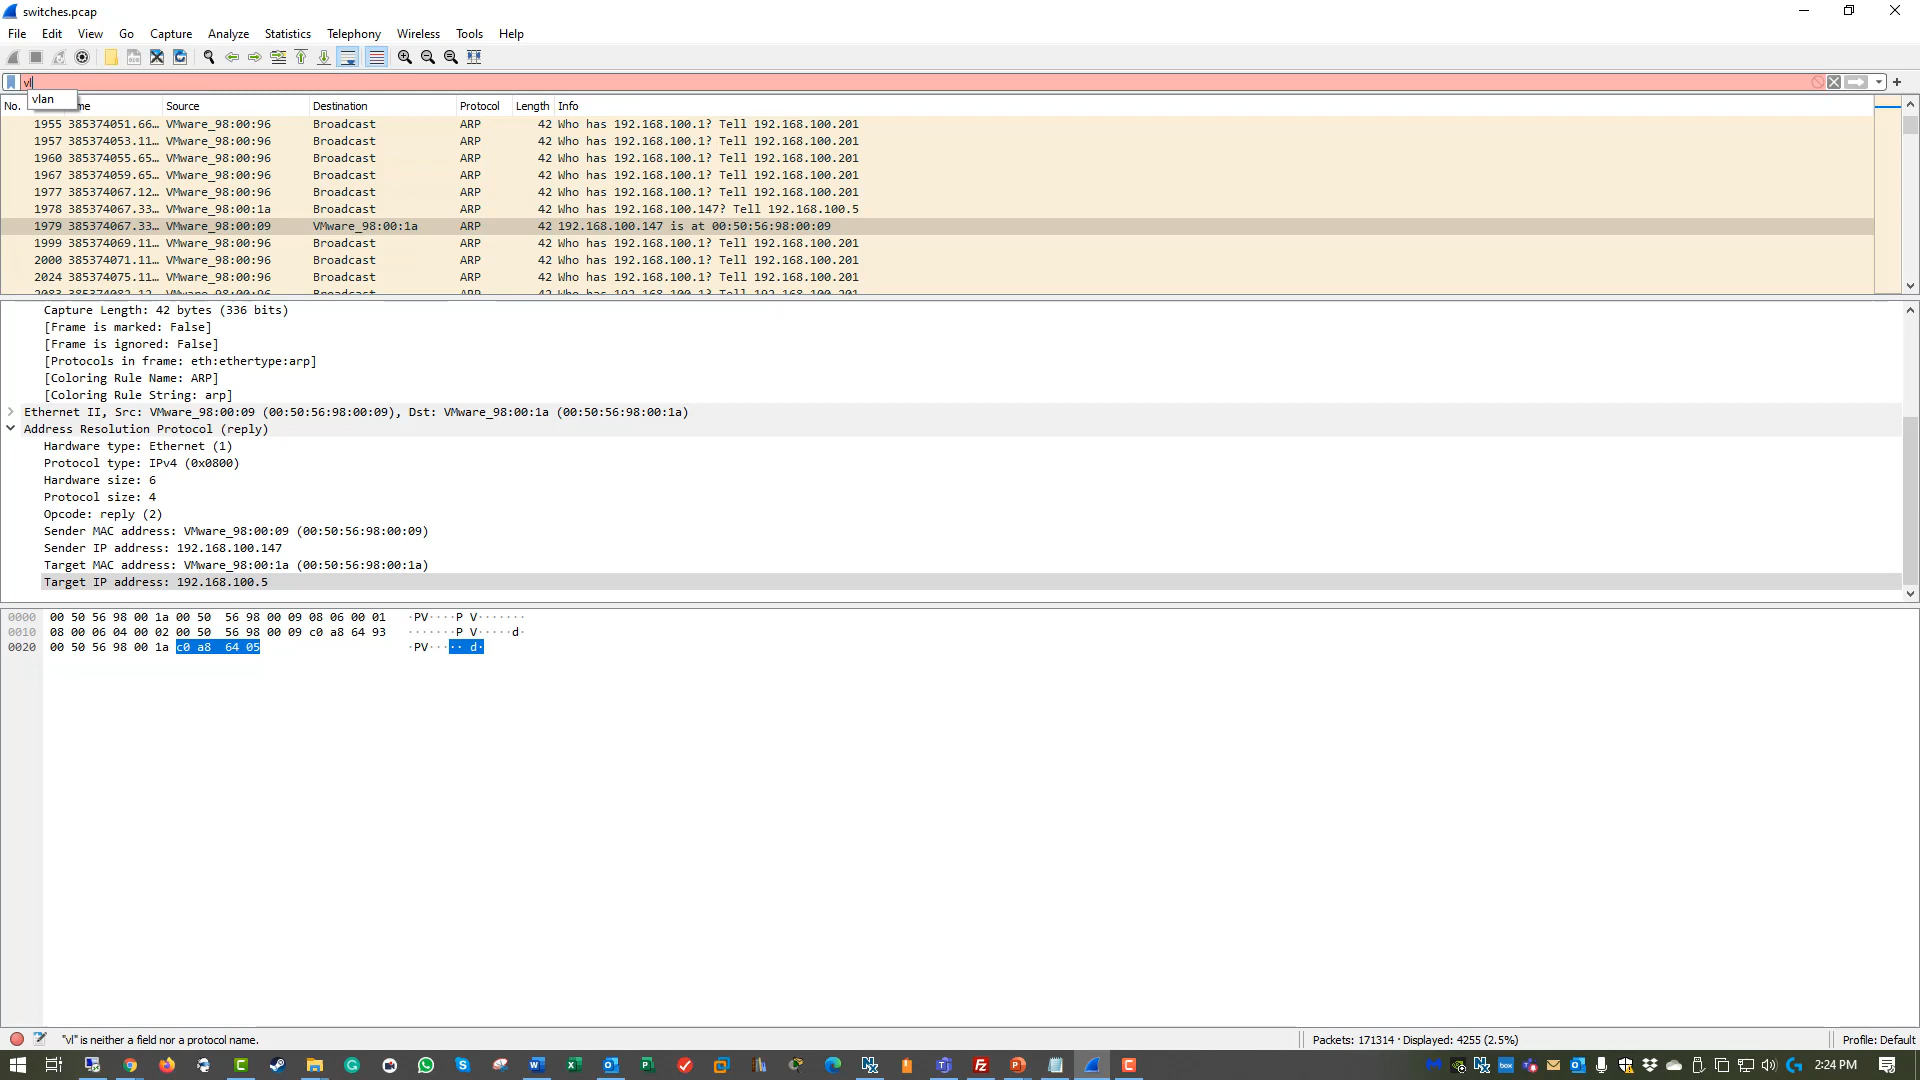 switches.pcap
File Edit View Go Capture Analyze Statistics Telephony Wireless Tools Help
vl
vlan
No. me Source Destination Protocol Length Info
1955 385374051.66… VMware_98:00:96 Broadcast ARP 42 Who has 192.168.100.1? Tell 192.168.100.201
1957 385374053.11… VMware_98:00:96 Broadcast ARP 42 Who has 192.168.100.1? Tell 192.168.100.201
1960 385374055.65… VMware_98:00:96 Broadcast ARP 42 Who has 192.168.100.1? Tell 192.168.100.201
1967 385374059.65… VMware_98:00:96 Broadcast ARP 42 Who has 192.168.100.1? Tell 192.168.100.201
1977 385374067.12… VMware_98:00:96 Broadcast ARP 42 Who has 192.168.100.1? Tell 192.168.100.201
1978 385374067.33… VMware_98:00:1a Broadcast ARP 42 Who has 192.168.100.147? Tell 192.168.100.5
1979 385374067.33… VMware_98:00:09 VMware_98:00:1a ARP 42 192.168.100.147 is at 00:50:56:98:00:09
1999 385374069.11… VMware_98:00:96 Broadcast ARP 42 Who has 192.168.100.1? Tell 192.168.100.201
2000 385374071.11… VMware_98:00:96 Broadcast ARP 42 Who has 192.168.100.1? Tell 192.168.100.201
2024 385374075.11… VMware_98:00:96 Broadcast ARP 42 Who has 192.168.100.1? Tell 192.168.100.201
2083 385374082.12… VMware_98:00:96 Broadcast ARP 42 Who has 192.168.100.1? Tell 192.168.100.201
Capture Length: 42 bytes (336 bits)
[Frame is marked: False]
[Frame is ignored: False]
[Protocols in frame: eth:ethertype:arp]
[Coloring Rule Name: ARP]
[Coloring Rule String: arp]
Ethernet II, Src: VMware_98:00:09 (00:50:56:98:00:09), Dst: VMware_98:00:1a (00:50:56:98:00:1a)
Address Resolution Protocol (reply)
Hardware type: Ethernet (1)
Protocol type: IPv4 (0x0800)
Hardware size: 6
Protocol size: 4
Opcode: reply (2)
Sender MAC address: VMware_98:00:09 (00:50:56:98:00:09)
Sender IP address: 192.168.100.147
Target MAC address: VMware_98:00:1a (00:50:56:98:00:1a)
Target IP address: 192.168.100.5
0000 00 50 56 98 00 1a 00 50 56 98 00 09 08 06 00 01 ·PV····P V·······
0010 08 00 06 04 00 02 00 50 56 98 00 09 c0 a8 64 93 ·······P V·····d·
0020 00 50 56 98 00 1a c0 a8 64 05 ·PV····· d·
"vl" is neither a field nor a protocol name.
Packets: 171314 · Displayed: 4255 (2.5%)
Profile: Default
2:24 PM